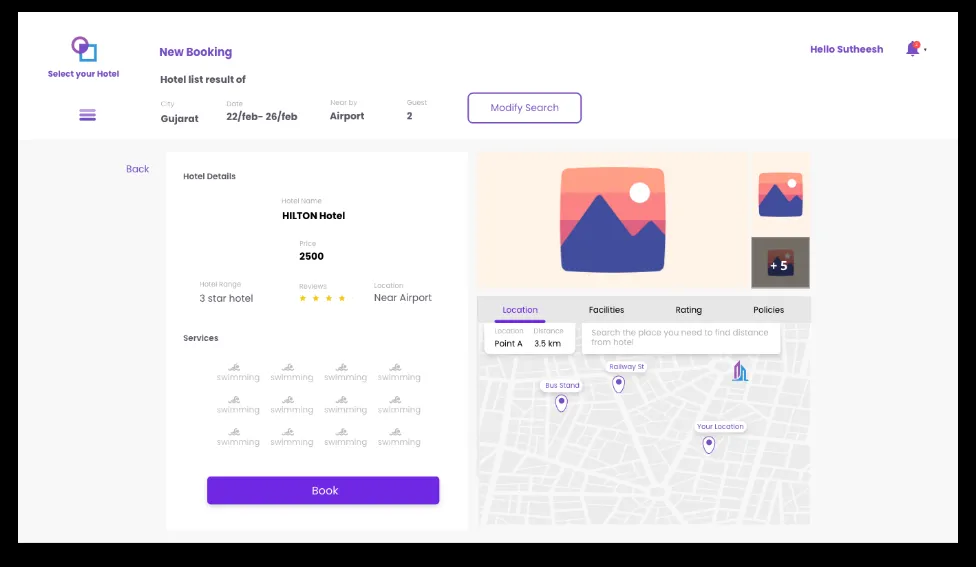 New Booking
Hello Sutheesh
Select your Hotel
Hotel list result of
City
Date
Near by
Guest
Gujarat
22/feb- 26/feb
Airport
2
Modify Search
Back
Hotel Details
Hotel Name
HILTON Hotel
Price
2500
Hotel Range
Reviews
Location
3 star hotel
Near Airport
Services
swimming swimming swimming swimming
swimming swimming swimming swimming
swimming swimming swimming swimming
Book
+ 5
Location
Facilities
Rating
Policies
Location
Distance
Point A
3.5 km
Search the place you need to find distance
from hotel
Railway St
Bus Stand
Your Location